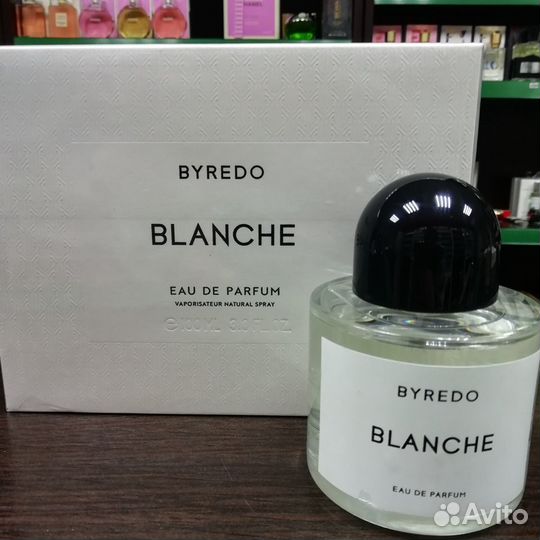 BYREDO
BLANCHE
EAU DE PARFUM
VAPORISATEUR NATURAL SPRAY
BYREDO
BLANCHE
EAU DE PARFUM
Avito